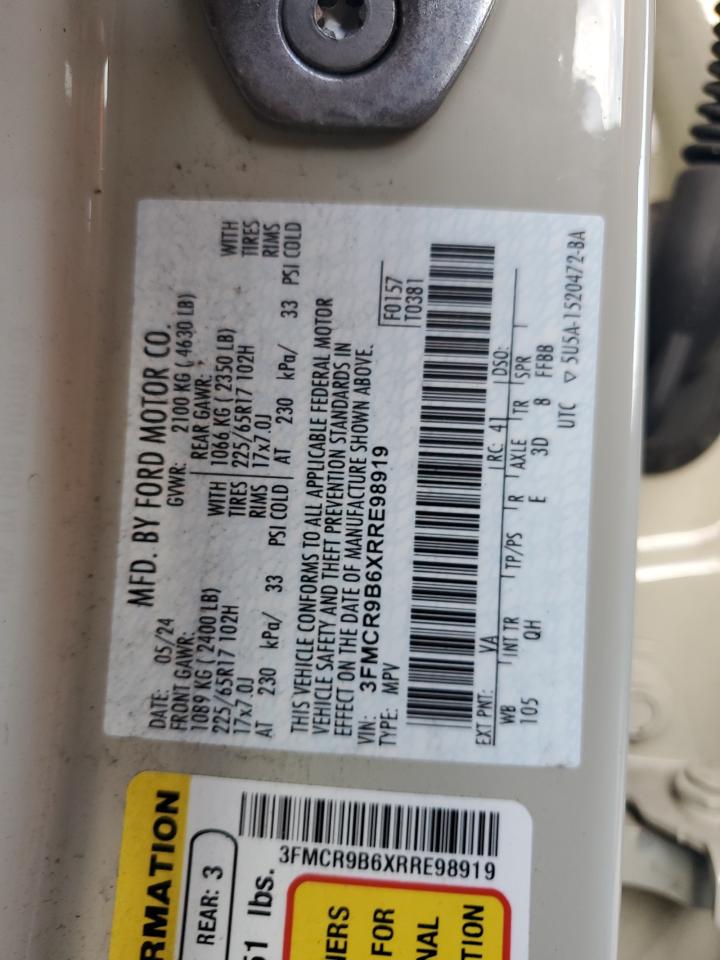 MFD. BY FORD MOTOR CO.
DATE: 05/24 GVWR: 2100 KG ( 4630 LB)
FRONT GAWR: REAR GAWR:
1089 KG ( 2400 LB) WITH 1066 KG ( 2350 LB) WITH
225/65R17 102H TIRES 225/65R17 102H TIRES
17x7.0J RIMS 17x7.0J RIMS
AT 230 kPa/ 33 PSI COLD AT 230 kPa/ 33 PSI COLD
THIS VEHICLE CONFORMS TO ALL APPLICABLE FEDERAL MOTOR
VEHICLE SAFETY AND THEFT PREVENTION STANDARDS IN
EFFECT ON THE DATE OF MANUFACTURE SHOWN ABOVE.
VIN: 3FMCR9B6XRRE98919
TYPE: MPV
F0157
T0381
EXT PNT: YA RC: 41 DSO:
WB INT TR TP/PS R AXLE TR SPR
105 QH E 3D 8 FFBB
UTC ▽ 5U5A-1520472-BA
RMATION
REAR: 3
51 lbs.
3FMCR9B6XRRE98919
NERS
FOR
NAL
TION